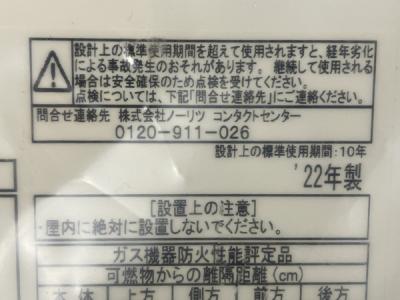 設計上の標準使用期間を超えて使用されますと、経年劣化
による事故発生のおそれがあります。継続して使用される
場合は安全確保のため点検を受けてください。
点検については、下記「問合せ連絡先」にご連絡ください。
問合せ連絡先 株式会社ノーリツ コンタクトセンター
0120-911-026
設計上の標準使用期間:10年
'22年製
[設置上の注意]
・屋内に絶対に設置しないでください。
ガス機器防火性能評定品
可燃物からの離隔距離(cm)
本体 上方 側方 前方 後方